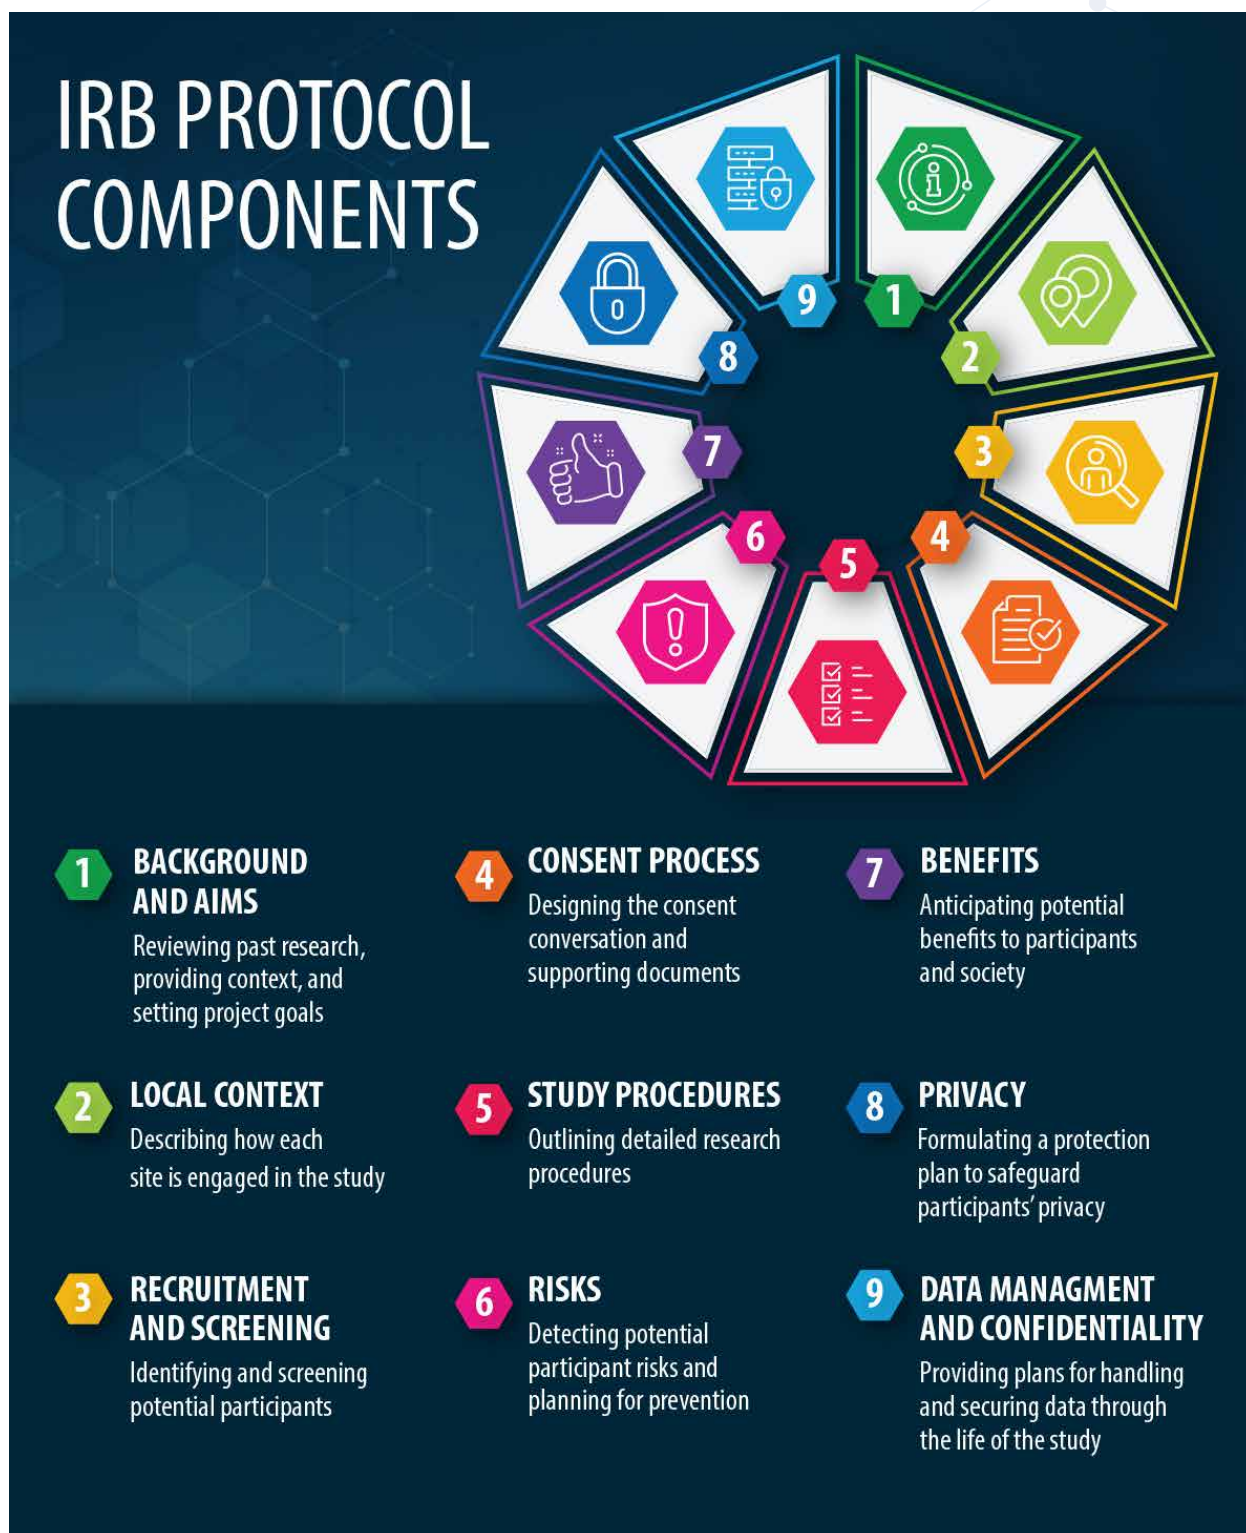 IRB PROTOCOL
COMPONENTS
1
2
3
4
5
6
7
8
9
1
BACKGROUND
AND AIMS
Reviewing past research,
providing context, and
setting project goals
2
LOCAL CONTEXT
Describing how each
site is engaged in the study
3
RECRUITMENT
AND SCREENING
Identifying and screening
potential participants
4
CONSENT PROCESS
Designing the consent
conversation and
supporting documents
5
STUDY PROCEDURES
Outlining detailed research
procedures
6
RISKS
Detecting potential
participant risks and
planning for prevention
7
BENEFITS
Anticipating potential
benefits to participants
and society
8
PRIVACY
Formulating a protection
plan to safeguard
participants' privacy
9
DATA MANAGMENT
AND CONFIDENTIALITY
Providing plans for handling
and securing data through
the life of the study